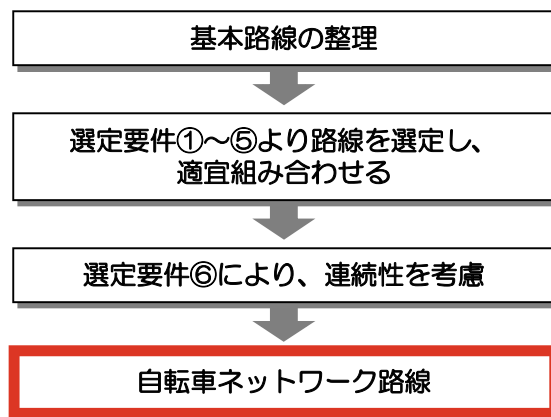 基本路線の整理
選定要件①～⑤より路線を選定し、
適宜組み合わせる
選定要件⑥により、連続性を考慮
自転車ネットワーク路線